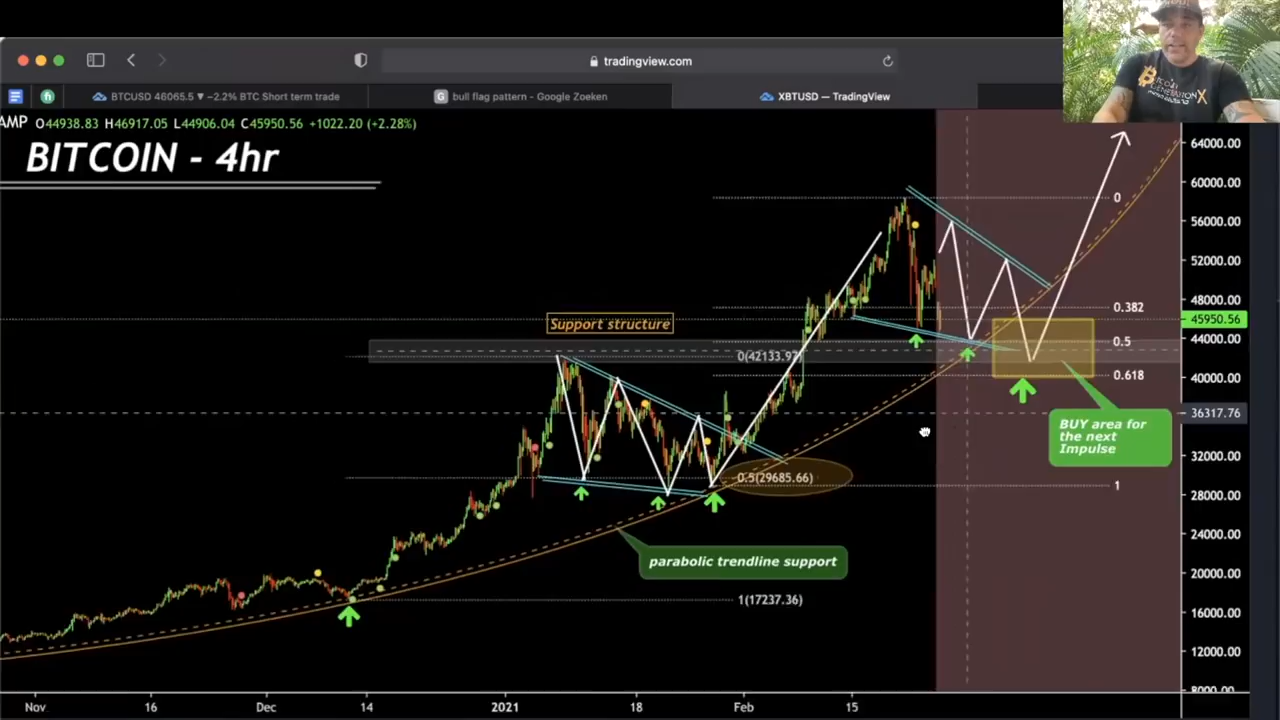 tradingview.com
BTCUSD 46065.5 ▼ −2.2% BTC Short term trade
bull flag pattern - Google Zoeken
XBTUSD — TradingView
AMP O44938.83 H46917.05 L44906.04 C45950.56 +1022.20 (+2.28%)
BITCOIN - 4hr
64000.00
60000.00
56000.00
52000.00
48000.00
45950.56
44000.00
40000.00
36317.76
32000.00
28000.00
24000.00
20000.00
16000.00
12000.00
8000.00
0
0.382
0.5
0.618
1
Support structure
0(42133.97)
0.5(29685.66)
1(17237.36)
parabolic trendline support
BUY area for
the next
Impulse
Nov
16
Dec
14
2021
18
Feb
15